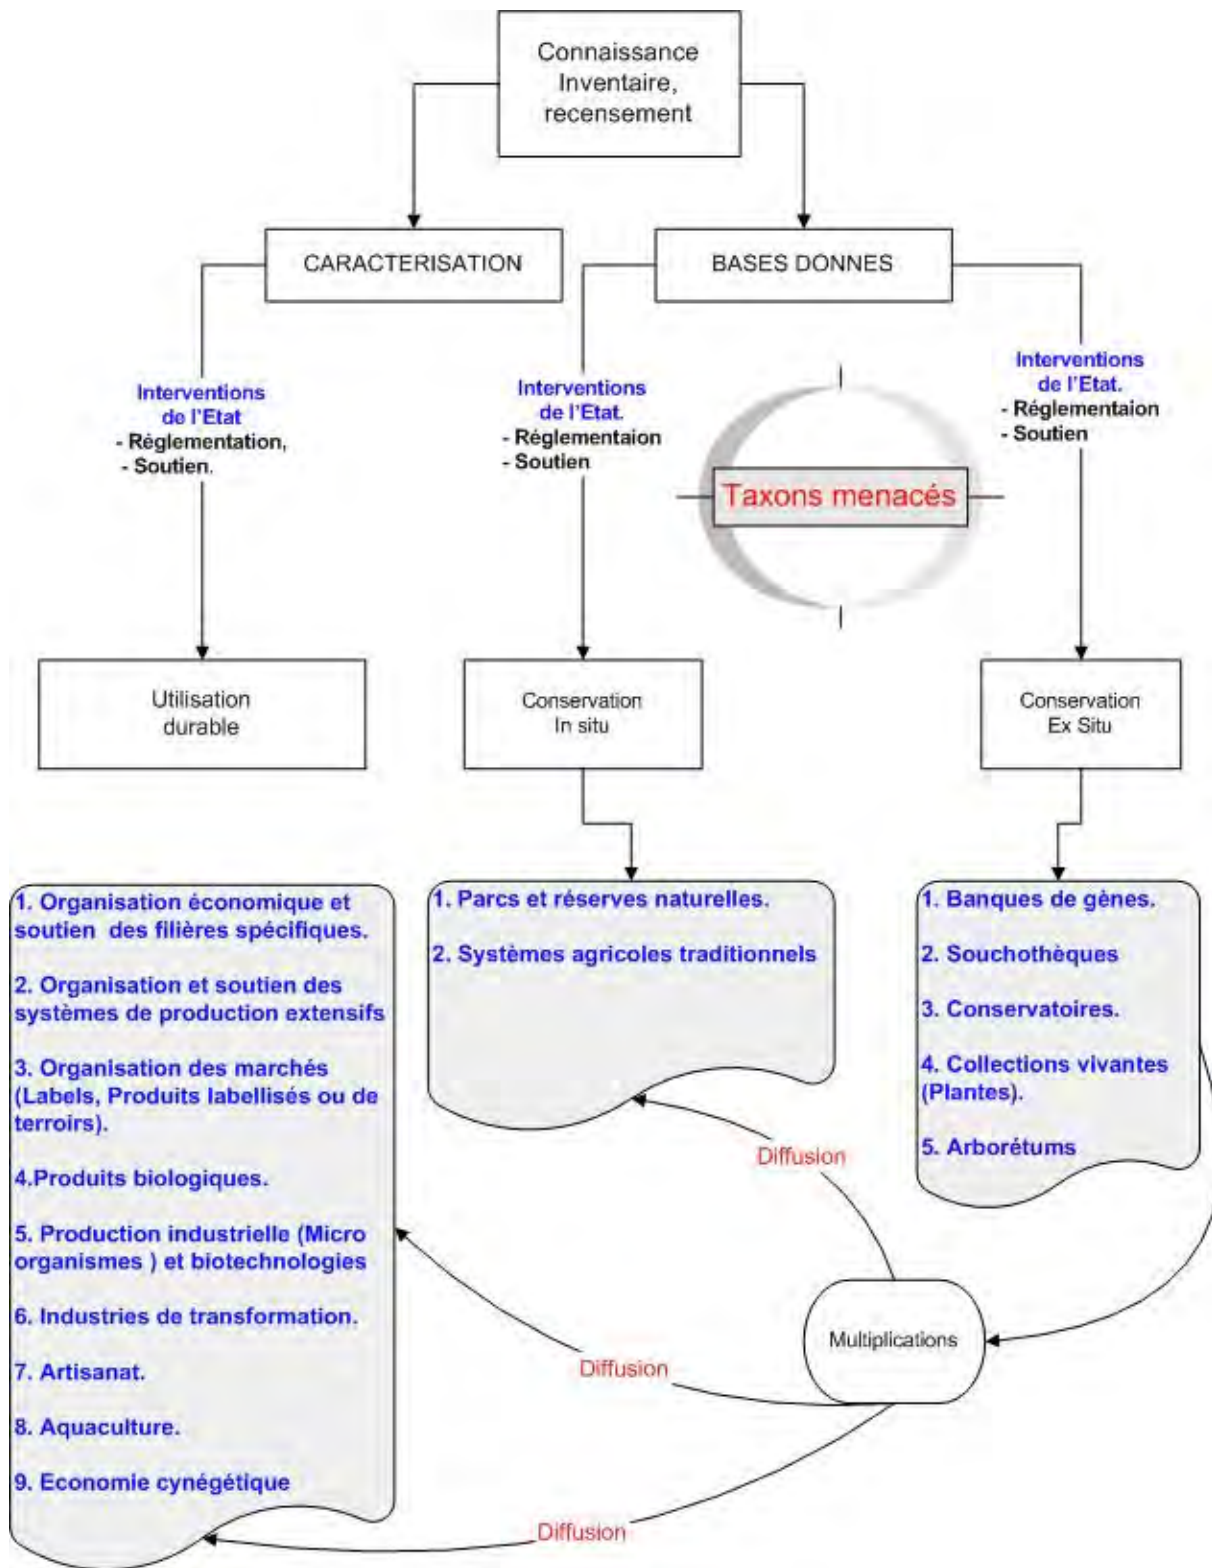 Connaissance
Inventaire,
recensement
CARACTERISATION
BASES DONNES
Interventions
de l'Etat
- Réglementation,
- Soutien.
Interventions
de l'Etat.
- Réglementaion
- Soutien
Interventions
de l'Etat.
- Réglementaion
- Soutien
Taxons menacés
Utilisation
durable
Conservation
In situ
Conservation
Ex Situ
1. Organisation économique et
soutien des filières spécifiques.
2. Organisation et soutien des
systèmes de production extensifs
3. Organisation des marchés
(Labels, Produits labellisés ou de
terroirs).
4.Produits biologiques.
5. Production industrielle (Micro
organismes ) et biotechnologies
6. Industries de transformation.
7. Artisanat.
8. Aquaculture.
9. Economie cynégétique
1. Parcs et réserves naturelles.
2. Systèmes agricoles traditionnels
1. Banques de gènes.
2. Souchothèques
3. Conservatoires.
4. Collections vivantes
(Plantes).
5. Arborétums
Diffusion
Multiplications
Diffusion
Diffusion